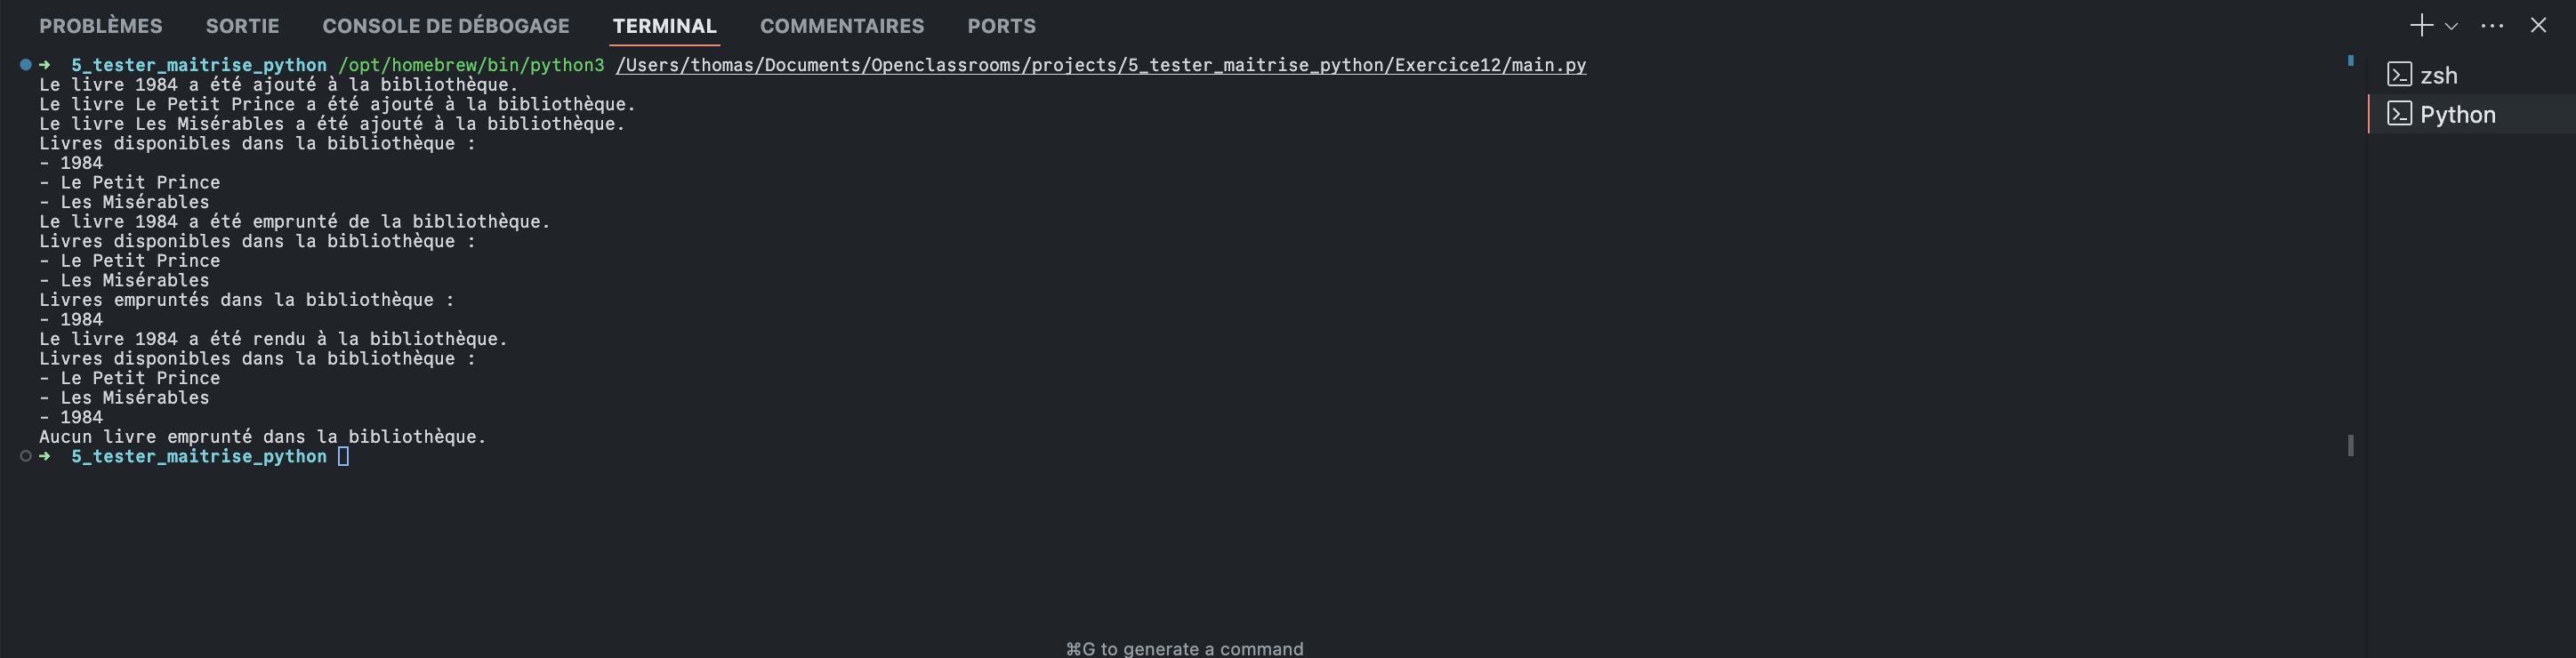 PROBLÈMES SORTIE CONSOLE DE DÉBOGAGE TERMINAL COMMENTAIRES PORTS
➜ 5_tester_maitrise_python /opt/homebrew/bin/python3 /Users/thomas/Documents/Openclassrooms/projects/5_tester_maitrise_python/Exercice12/main.py
Le livre 1984 a été ajouté à la bibliothèque.
Le livre Le Petit Prince a été ajouté à la bibliothèque.
Le livre Les Misérables a été ajouté à la bibliothèque.
Livres disponibles dans la bibliothèque :
- 1984
- Le Petit Prince
- Les Misérables
Le livre 1984 a été emprunté de la bibliothèque.
Livres disponibles dans la bibliothèque :
- Le Petit Prince
- Les Misérables
Livres empruntés dans la bibliothèque :
- 1984
Le livre 1984 a été rendu à la bibliothèque.
Livres disponibles dans la bibliothèque :
- Le Petit Prince
- Les Misérables
- 1984
Aucun livre emprunté dans la bibliothèque.
➜ 5_tester_maitrise_python
zsh
Python
⌘G to generate a command